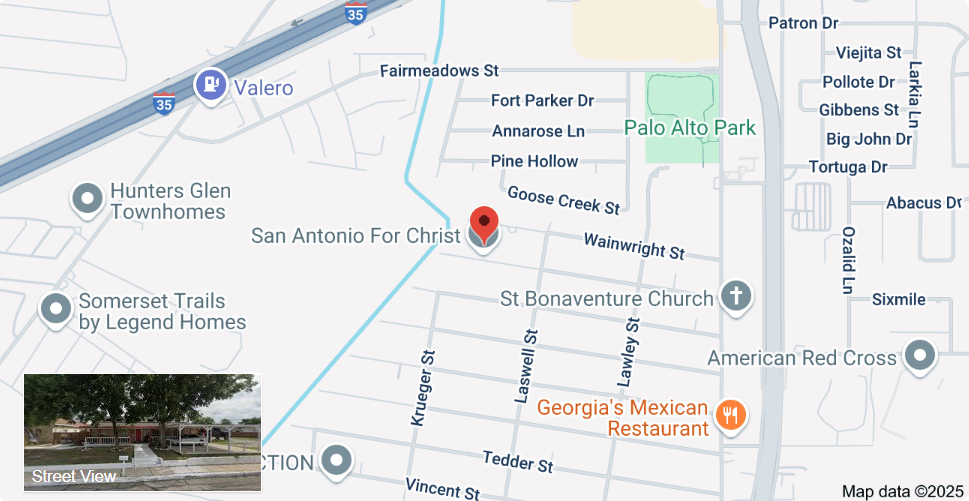 35
Patron Dr
Viejita St
Fairmeadows St
Larkia Ln
Valero
Pollote Dr
35
Fort Parker Dr
Gibbens St
Annarose Ln
Palo Alto Park
Big John Dr
Pine Hollow
Tortuga Dr
Hunters Glen
Townhomes
Goose Creek St
Abacus Dr
San Antonio For Christ
Wainwright St
Ozalid Ln
Somerset Trails
by Legend Homes
St Bonaventure Church
Sixmile
Krueger St
Laswell St
Lawley St
American Red Cross
Georgia's Mexican
Restaurant
CTION
Tedder St
Street View
Vincent St
Map data ©2025